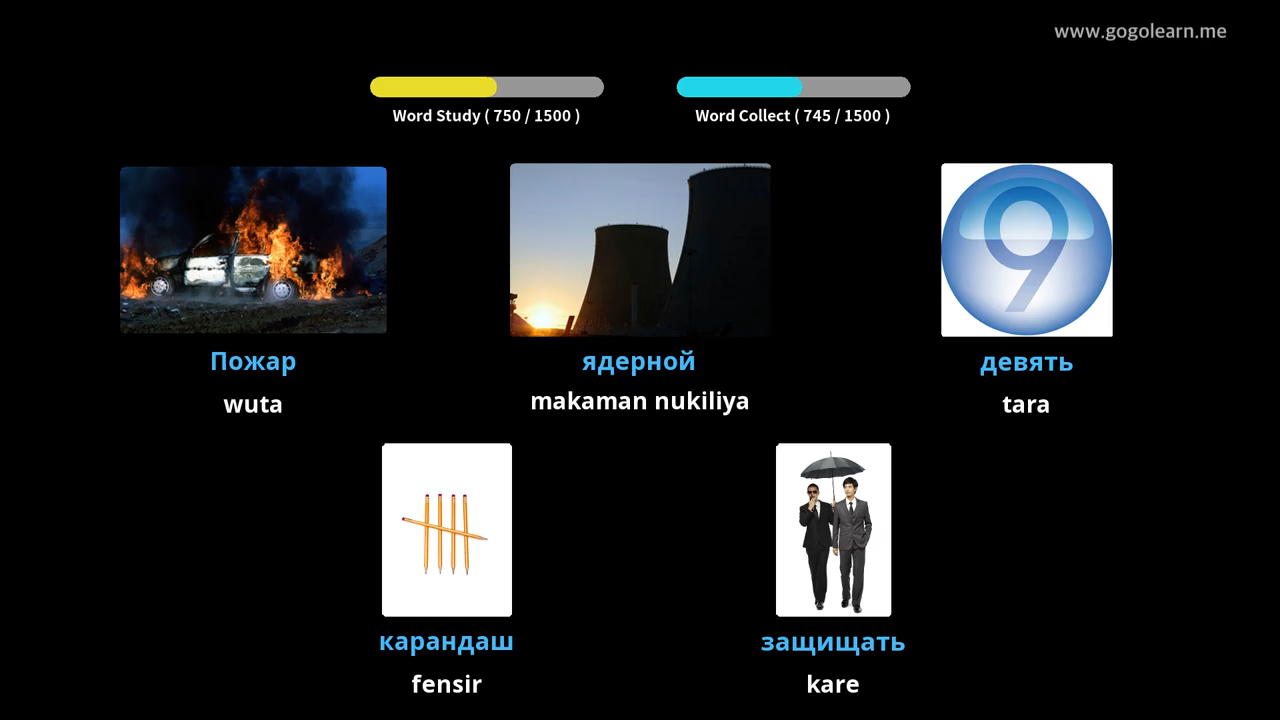 www.gogolearn.me
Word Study ( 750 / 1500 )
Word Collect ( 745 / 1500 )
9
Пожар
ядерной
девять
wuta
makaman nukiliya
tara
карандаш
защищать
fensir
kare